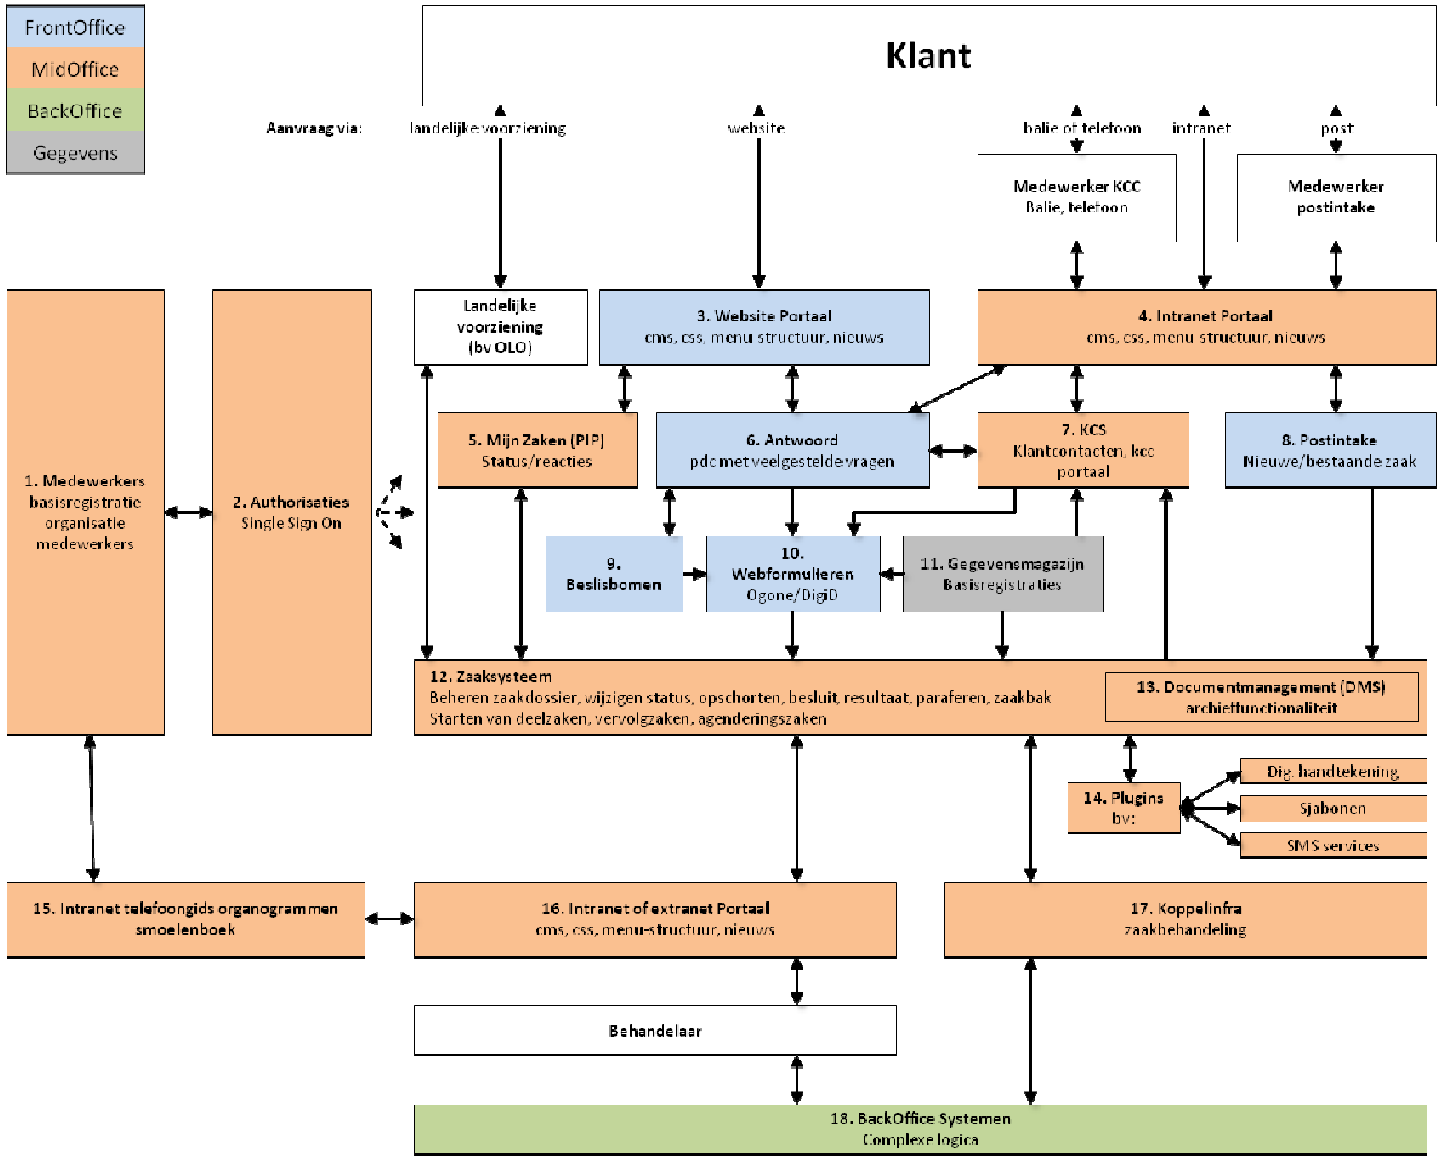 FrontOffice
MidOffice
BackOffice
Gegevens
Klant
Aanvraag via:
landelijke voorziening
website
balie of telefoon
intranet
post
Medewerker KCC
Balie, telefoon
Medewerker
postintake
Landelijke
voorziening
(bv OLO)
3. Website Portaal
cms, css, menu-structuur, nieuws
4. Intranet Portaal
cms, css, menu-structuur, nieuws
5. Mijn Zaken (PIP)
Status/reacties
6. Antwoord
pdc met veelgestelde vragen
7. KCS
Klantcontacten, kcc
portaal
8. Postintake
Nieuwe/bestaande zaak
1. Medewerkers
basisregistratie
organisatie
medewerkers
2. Authorisaties
Single Sign On
9.
Beslisbomen
10.
Webformulieren
Ogone/DigiD
11. Gegevensmagazijn
Basisregistraties
12. Zaaksysteem
Beheren zaakdossier, wijzigen status, opschorten, besluit, resultaat, paraferen, zaakbak
Starten van deelzaken, vervolgzaken, agenderingszaken
13. Documentmanagement (DMS)
archieffunctionaliteit
14. Plugins
bv:
Dig. handtekening
Sjabonen
SMS services
15. Intranet telefoongids organogrammen
smoelenboek
16. Intranet of extranet Portaal
cms, css, menu-structuur, nieuws
17. Koppelinfra
zaakbehandeling
Behandelaar
18. BackOffice Systemen
Complexe logica